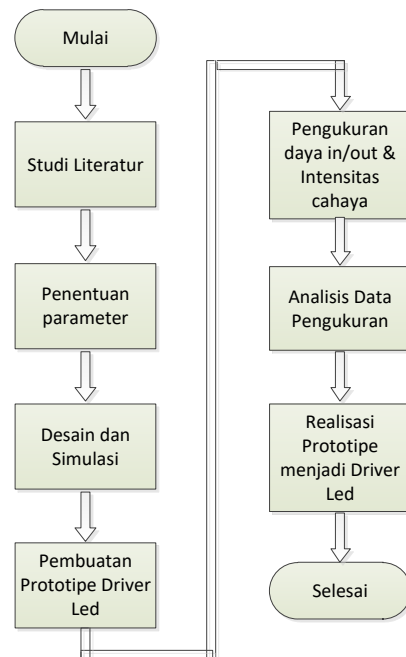 Mulai
Studi Literatur
Penentuan
parameter
Desain dan
Simulasi
Pembuatan
Prototipe Driver
Led
Pengukuran
daya in/out &
Intensitas
cahaya
Analisis Data
Pengukuran
Realisasi
Prototipe
menjadi Driver
Led
Selesai